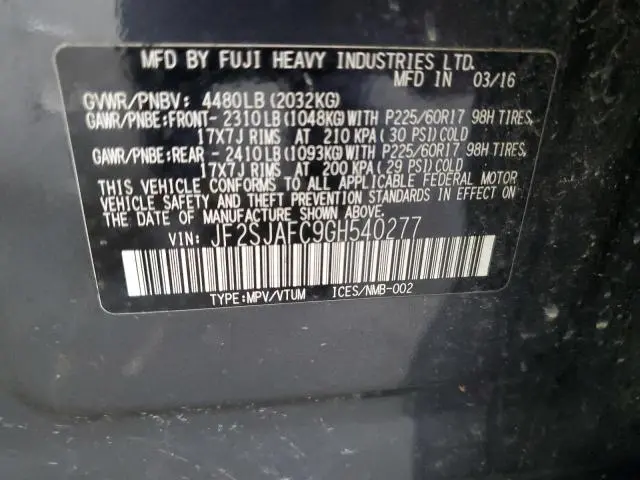 MFD BY FUJI HEAVY INDUSTRIES LTD.
MFD IN 03/16
GVWR/PNBV: 4480LB(2032KG)
GAWR/PNBE:FRONT- 2310LB(1048KG)WITH P225/60R17 98H TIRES,
17X7J RIMS AT 210 KPA(30 PSI)COLD
GAWR/PNBE:REAR -2410LB(1093KG)WITH P225/60R17 98H TIRES,
17X7J RIMS AT 200 KPA(29 PSI)COLD
THIS VEHICLE CONFORMS TO ALL APPLICABLE FEDERAL MOTOR
VEHICLE SAFETY AND THEFT PREVENTION STANDARDS IN EFFECT ON
THE DATE OF MANUFACTURE SHOWN ABOVE.
VIN: JF2SJAFC9GH540277
TYPE:MPV/VTUM ICES/NMB-002